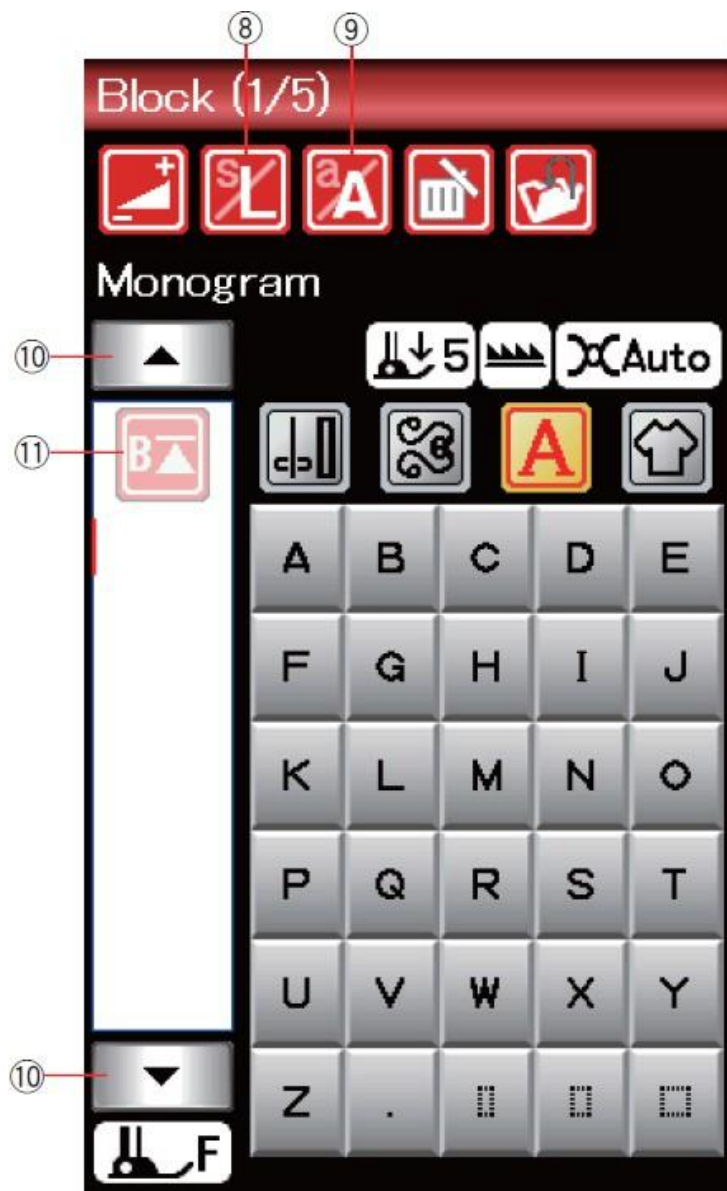 ⑧ ⑨
Block (1/5)
+
-
s L
a A
Monogram
⑩
5
Auto
⑪
B
A
A B C D E
F G H I J
K L M N O
P Q R S T
U V W X Y
⑩
Z .
F